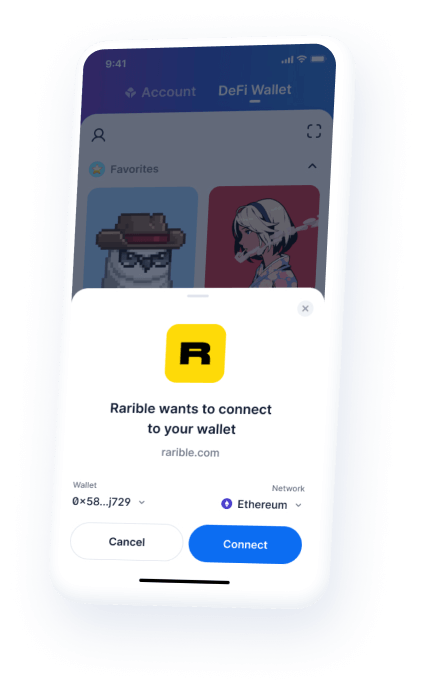 9:41
Account
DeFi Wallet
Favorites
R
Rarible wants to connect
to your wallet
rarible.com
Wallet
Network
0×58...j729
Ethereum
Cancel
Connect